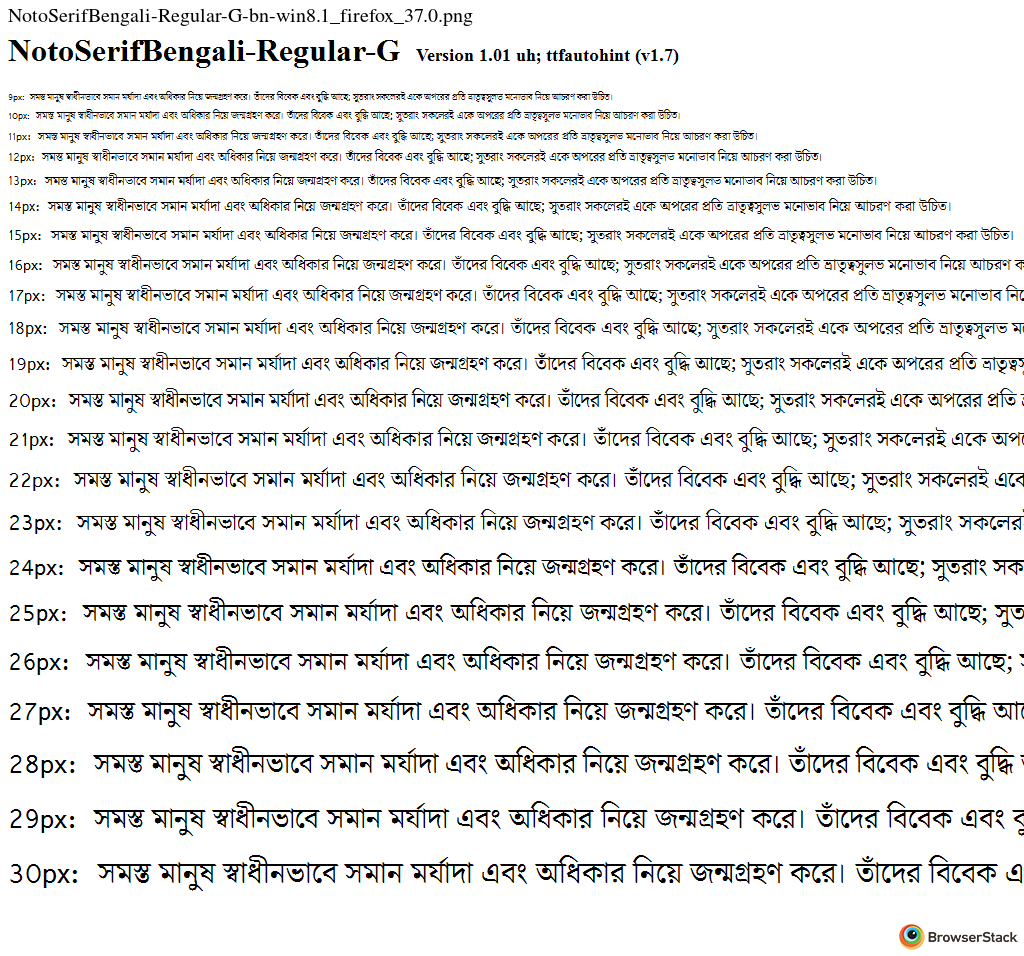 NotoSerifBengali-Regular-G-bn-win8.1_firefox_37.0.png
NotoSerifBengali-Regular-G Version 1.01 uh; ttfautohint (v1.7)
9px: সমস্ত মানুষ স্বাধীনভাবে সমান মর্যাদা এবং অধিকার নিয়ে জন্মগ্রহণ করে। তাঁদের বিবেক এবং বুদ্ধি আছে; সুতরাং সকলেরই একে অপরের প্রতি ভ্রাতৃত্বসুলভ মনোভাব নিয়ে আচরণ করা উচিত।
10px: সমস্ত মানুষ স্বাধীনভাবে সমান মর্যাদা এবং অধিকার নিয়ে জন্মগ্রহণ করে। তাঁদের বিবেক এবং বুদ্ধি আছে; সুতরাং সকলেরই একে অপরের প্রতি ভ্রাতৃত্বসুলভ মনোভাব নিয়ে আচরণ করা উচিত।
11px: সমস্ত মানুষ স্বাধীনভাবে সমান মর্যাদা এবং অধিকার নিয়ে জন্মগ্রহণ করে। তাঁদের বিবেক এবং বুদ্ধি আছে; সুতরাং সকলেরই একে অপরের প্রতি ভ্রাতৃত্বসুলভ মনোভাব নিয়ে আচরণ করা উচিত।
12px: সমস্ত মানুষ স্বাধীনভাবে সমান মর্যাদা এবং অধিকার নিয়ে জন্মগ্রহণ করে। তাঁদের বিবেক এবং বুদ্ধি আছে; সুতরাং সকলেরই একে অপরের প্রতি ভ্রাতৃত্বসুলভ মনোভাব নিয়ে আচরণ করা উচিত।
13px: সমস্ত মানুষ স্বাধীনভাবে সমান মর্যাদা এবং অধিকার নিয়ে জন্মগ্রহণ করে। তাঁদের বিবেক এবং বুদ্ধি আছে; সুতরাং সকলেরই একে অপরের প্রতি ভ্রাতৃত্বসুলভ মনোভাব নিয়ে আচরণ করা উচিত।
14px: সমস্ত মানুষ স্বাধীনভাবে সমান মর্যাদা এবং অধিকার নিয়ে জন্মগ্রহণ করে। তাঁদের বিবেক এবং বুদ্ধি আছে; সুতরাং সকলেরই একে অপরের প্রতি ভ্রাতৃত্বসুলভ মনোভাব নিয়ে আচরণ করা উচিত।
15px: সমস্ত মানুষ স্বাধীনভাবে সমান মর্যাদা এবং অধিকার নিয়ে জন্মগ্রহণ করে। তাঁদের বিবেক এবং বুদ্ধি আছে; সুতরাং সকলেরই একে অপরের প্রতি ভ্রাতৃত্বসুলভ মনোভাব নিয়ে আচরণ করা উচিত।
16px: সমস্ত মানুষ স্বাধীনভাবে সমান মর্যাদা এবং অধিকার নিয়ে জন্মগ্রহণ করে। তাঁদের বিবেক এবং বুদ্ধি আছে; সুতরাং সকলেরই একে অপরের প্রতি ভ্রাতৃত্বসুলভ মনোভাব নিয়ে আচরণ
17px: সমস্ত মানুষ স্বাধীনভাবে সমান মর্যাদা এবং অধিকার নিয়ে জন্মগ্রহণ করে। তাঁদের বিবেক এবং বুদ্ধি আছে; সুতরাং সকলেরই একে অপরের প্রতি ভ্রাতৃত্বসুলভ মনোভাব
18px: সমস্ত মানুষ স্বাধীনভাবে সমান মর্যাদা এবং অধিকার নিয়ে জন্মগ্রহণ করে। তাঁদের বিবেক এবং বুদ্ধি আছে; সুতরাং সকলেরই একে অপরের প্রতি ভ্রাতৃত্বসুলভ
19px: সমস্ত মানুষ স্বাধীনভাবে সমান মর্যাদা এবং অধিকার নিয়ে জন্মগ্রহণ করে। তাঁদের বিবেক এবং বুদ্ধি আছে; সুতরাং সকলেরই একে অপরের প্রতি
20px: সমস্ত মানুষ স্বাধীনভাবে সমান মর্যাদা এবং অধিকার নিয়ে জন্মগ্রহণ করে। তাঁদের বিবেক এবং বুদ্ধি আছে; সুতরাং সকলেরই একে অপরের প্রতি
21px: সমস্ত মানুষ স্বাধীনভাবে সমান মর্যাদা এবং অধিকার নিয়ে জন্মগ্রহণ করে। তাঁদের বিবেক এবং বুদ্ধি আছে; সুতরাং সকলেরই একে
22px: সমস্ত মানুষ স্বাধীনভাবে সমান মর্যাদা এবং অধিকার নিয়ে জন্মগ্রহণ করে। তাঁদের বিবেক এবং বুদ্ধি আছে; সুতরাং সকলেরই একে
23px: সমস্ত মানুষ স্বাধীনভাবে সমান মর্যাদা এবং অধিকার নিয়ে জন্মগ্রহণ করে। তাঁদের বিবেক এবং বুদ্ধি আছে; সুতরাং
24px: সমস্ত মানুষ স্বাধীনভাবে সমান মর্যাদা এবং অধিকার নিয়ে জন্মগ্রহণ করে। তাঁদের বিবেক এবং বুদ্ধি আছে; সুতরাং সক
25px: সমস্ত মানুষ স্বাধীনভাবে সমান মর্যাদা এবং অধিকার নিয়ে জন্মগ্রহণ করে। তাঁদের বিবেক এবং বুদ্ধি আছে; সুত
26px: সমস্ত মানুষ স্বাধীনভাবে সমান মর্যাদা এবং অধিকার নিয়ে জন্মগ্রহণ করে। তাঁদের বিবেক এবং বুদ্ধি আছে;
27px: সমস্ত মানুষ স্বাধীনভাবে সমান মর্যাদা এবং অধিকার নিয়ে জন্মগ্রহণ করে। তাঁদের বিবেক এবং বুদ্ধি
28px: সমস্ত মানুষ স্বাধীনভাবে সমান মর্যাদা এবং অধিকার নিয়ে জন্মগ্রহণ করে। তাঁদের বিবেক এবং বুদ্ধি
29px: সমস্ত মানুষ স্বাধীনভাবে সমান মর্যাদা এবং অধিকার নিয়ে জন্মগ্রহণ করে। তাঁদের বিবেক এবং
30px: সমস্ত মানুষ স্বাধীনভাবে সমান মর্যাদা এবং অধিকার নিয়ে জন্মগ্রহণ করে। তাঁদের বিবেক এ
BrowserStack